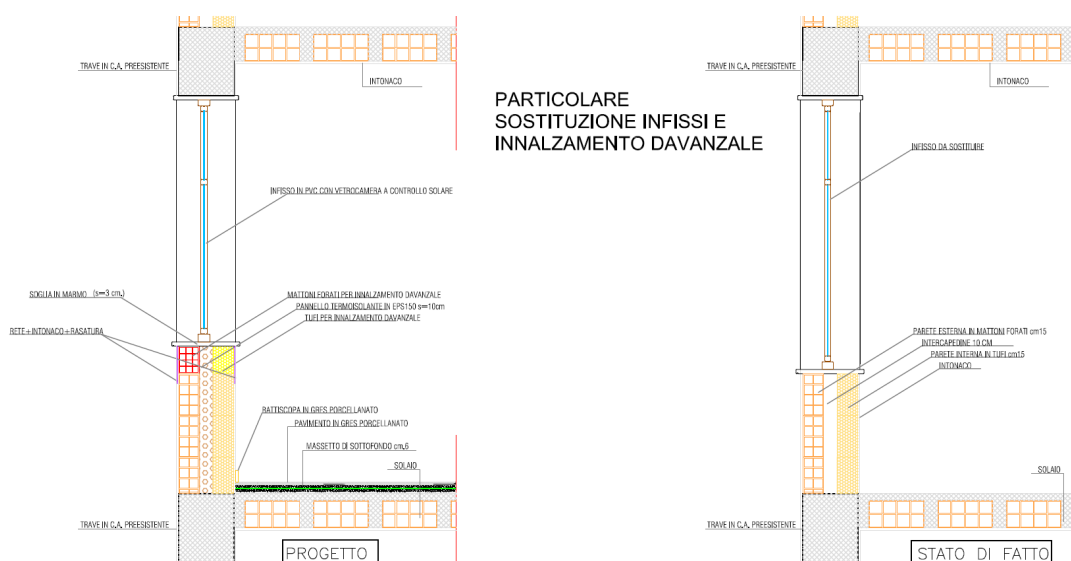 TRAVE IN C.A. PREESISTENTE
INTONACO
PARTICOLARE
SOSTITUZIONE INFISSI E
INNALZAMENTO DAVANZALE
INFISSO IN PVC CON VETROCAMERA A CONTROLLO SOLARE
SOGLIA IN MARMO (s=3 cm.)
MATTONI FORATI PER INNALZAMENTO DAVANZALE
PANNELLO TERMOISOLANTE IN EPS150 s=10cm
TUFI PER INNALZAMENTO DAVANZALE
RETE+INTONACO+RASATURA
BATTISCOPA IN GRES PORCELLANATO
PAVIMENTO IN GRES PORCELLANATO
MASSETTO DI SOTTOFONDO cm.6
SOLAIO
TRAVE IN C.A. PREESISTENTE
PROGETTO
TRAVE IN C.A. PREESISTENTE
INTONACO
INFISSO DA SOSTITUIRE
PARETE ESTERNA IN MATTONI FORATI cm15
INTERCAPEDINE 10 CM
PARETE INTERNA IN TUFI cm15
INTONACO
SOLAIO
TRAVE IN C.A. PREESISTENTE
STATO DI FATTO